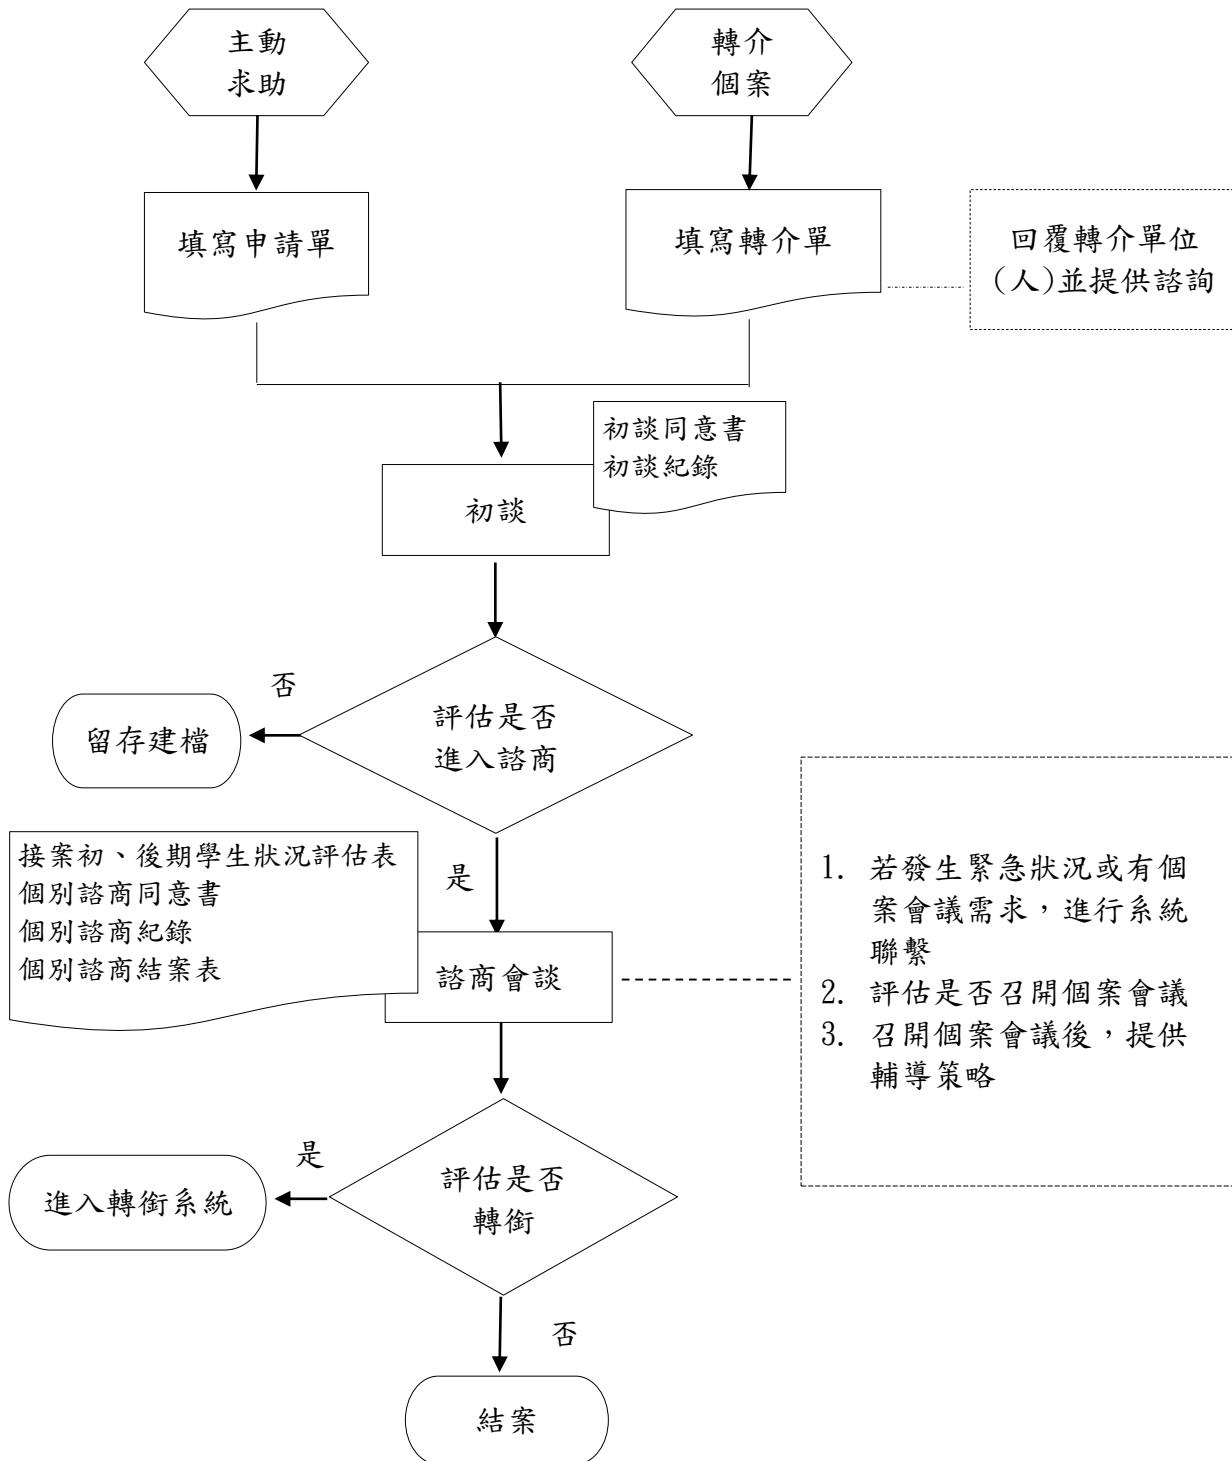 主動
求助
轉介
個案
填寫申請單
填寫轉介單
回覆轉介單位
(人)並提供諮詢
初談同意書
初談紀錄
初談
否
評估是否
進入諮商
留存建檔
是
接案初、後期學生狀況評估表
個別諮商同意書
個別諮商紀錄
個別諮商結案表
諮商會談
1. 若發生緊急狀況或有個
案會議需求，進行系統
聯繫
2. 評估是否召開個案會議
3. 召開個案會議後，提供
輔導策略
是
評估是否
轉銜
進入轉銜系統
否
結案